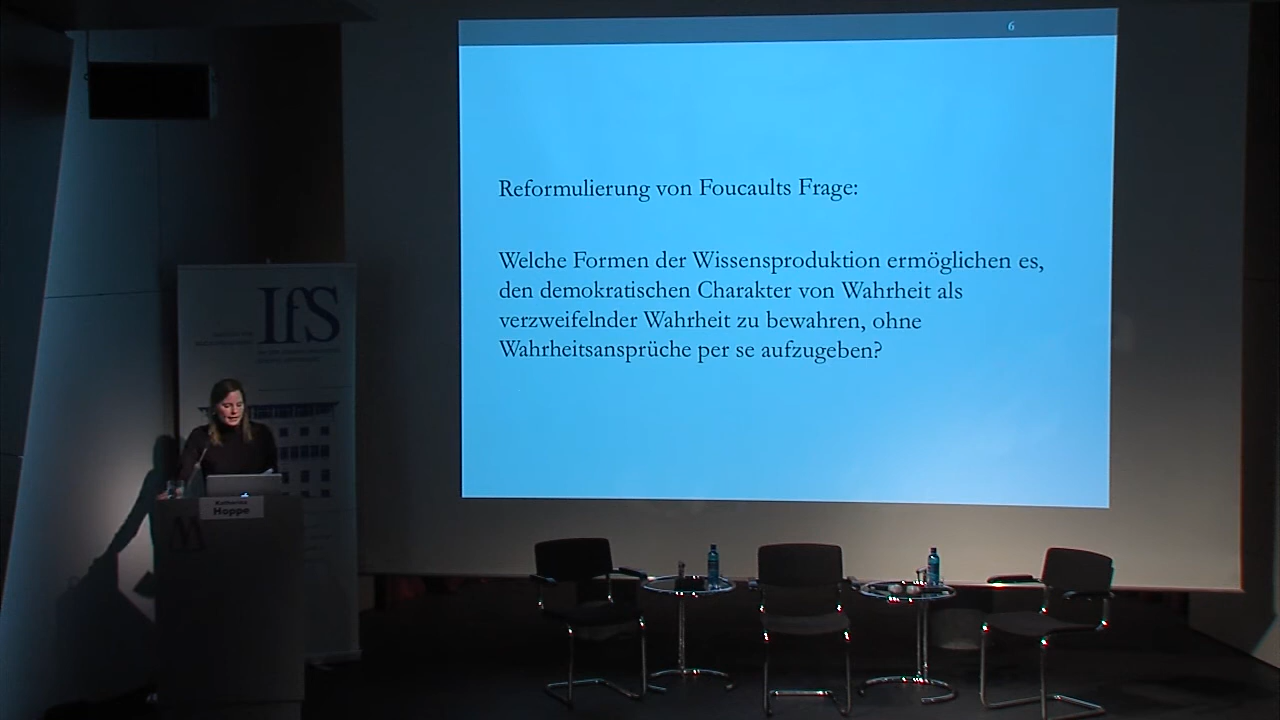 6
Reformulierung von Foucaults Frage:
Welche Formen der Wissensproduktion ermöglichen es,
den demokratischen Charakter von Wahrheit als
verzweifelnder Wahrheit zu bewahren, ohne
Wahrheitsansprüche per se aufzugeben?
IfS
Katharina
Hoppe
M